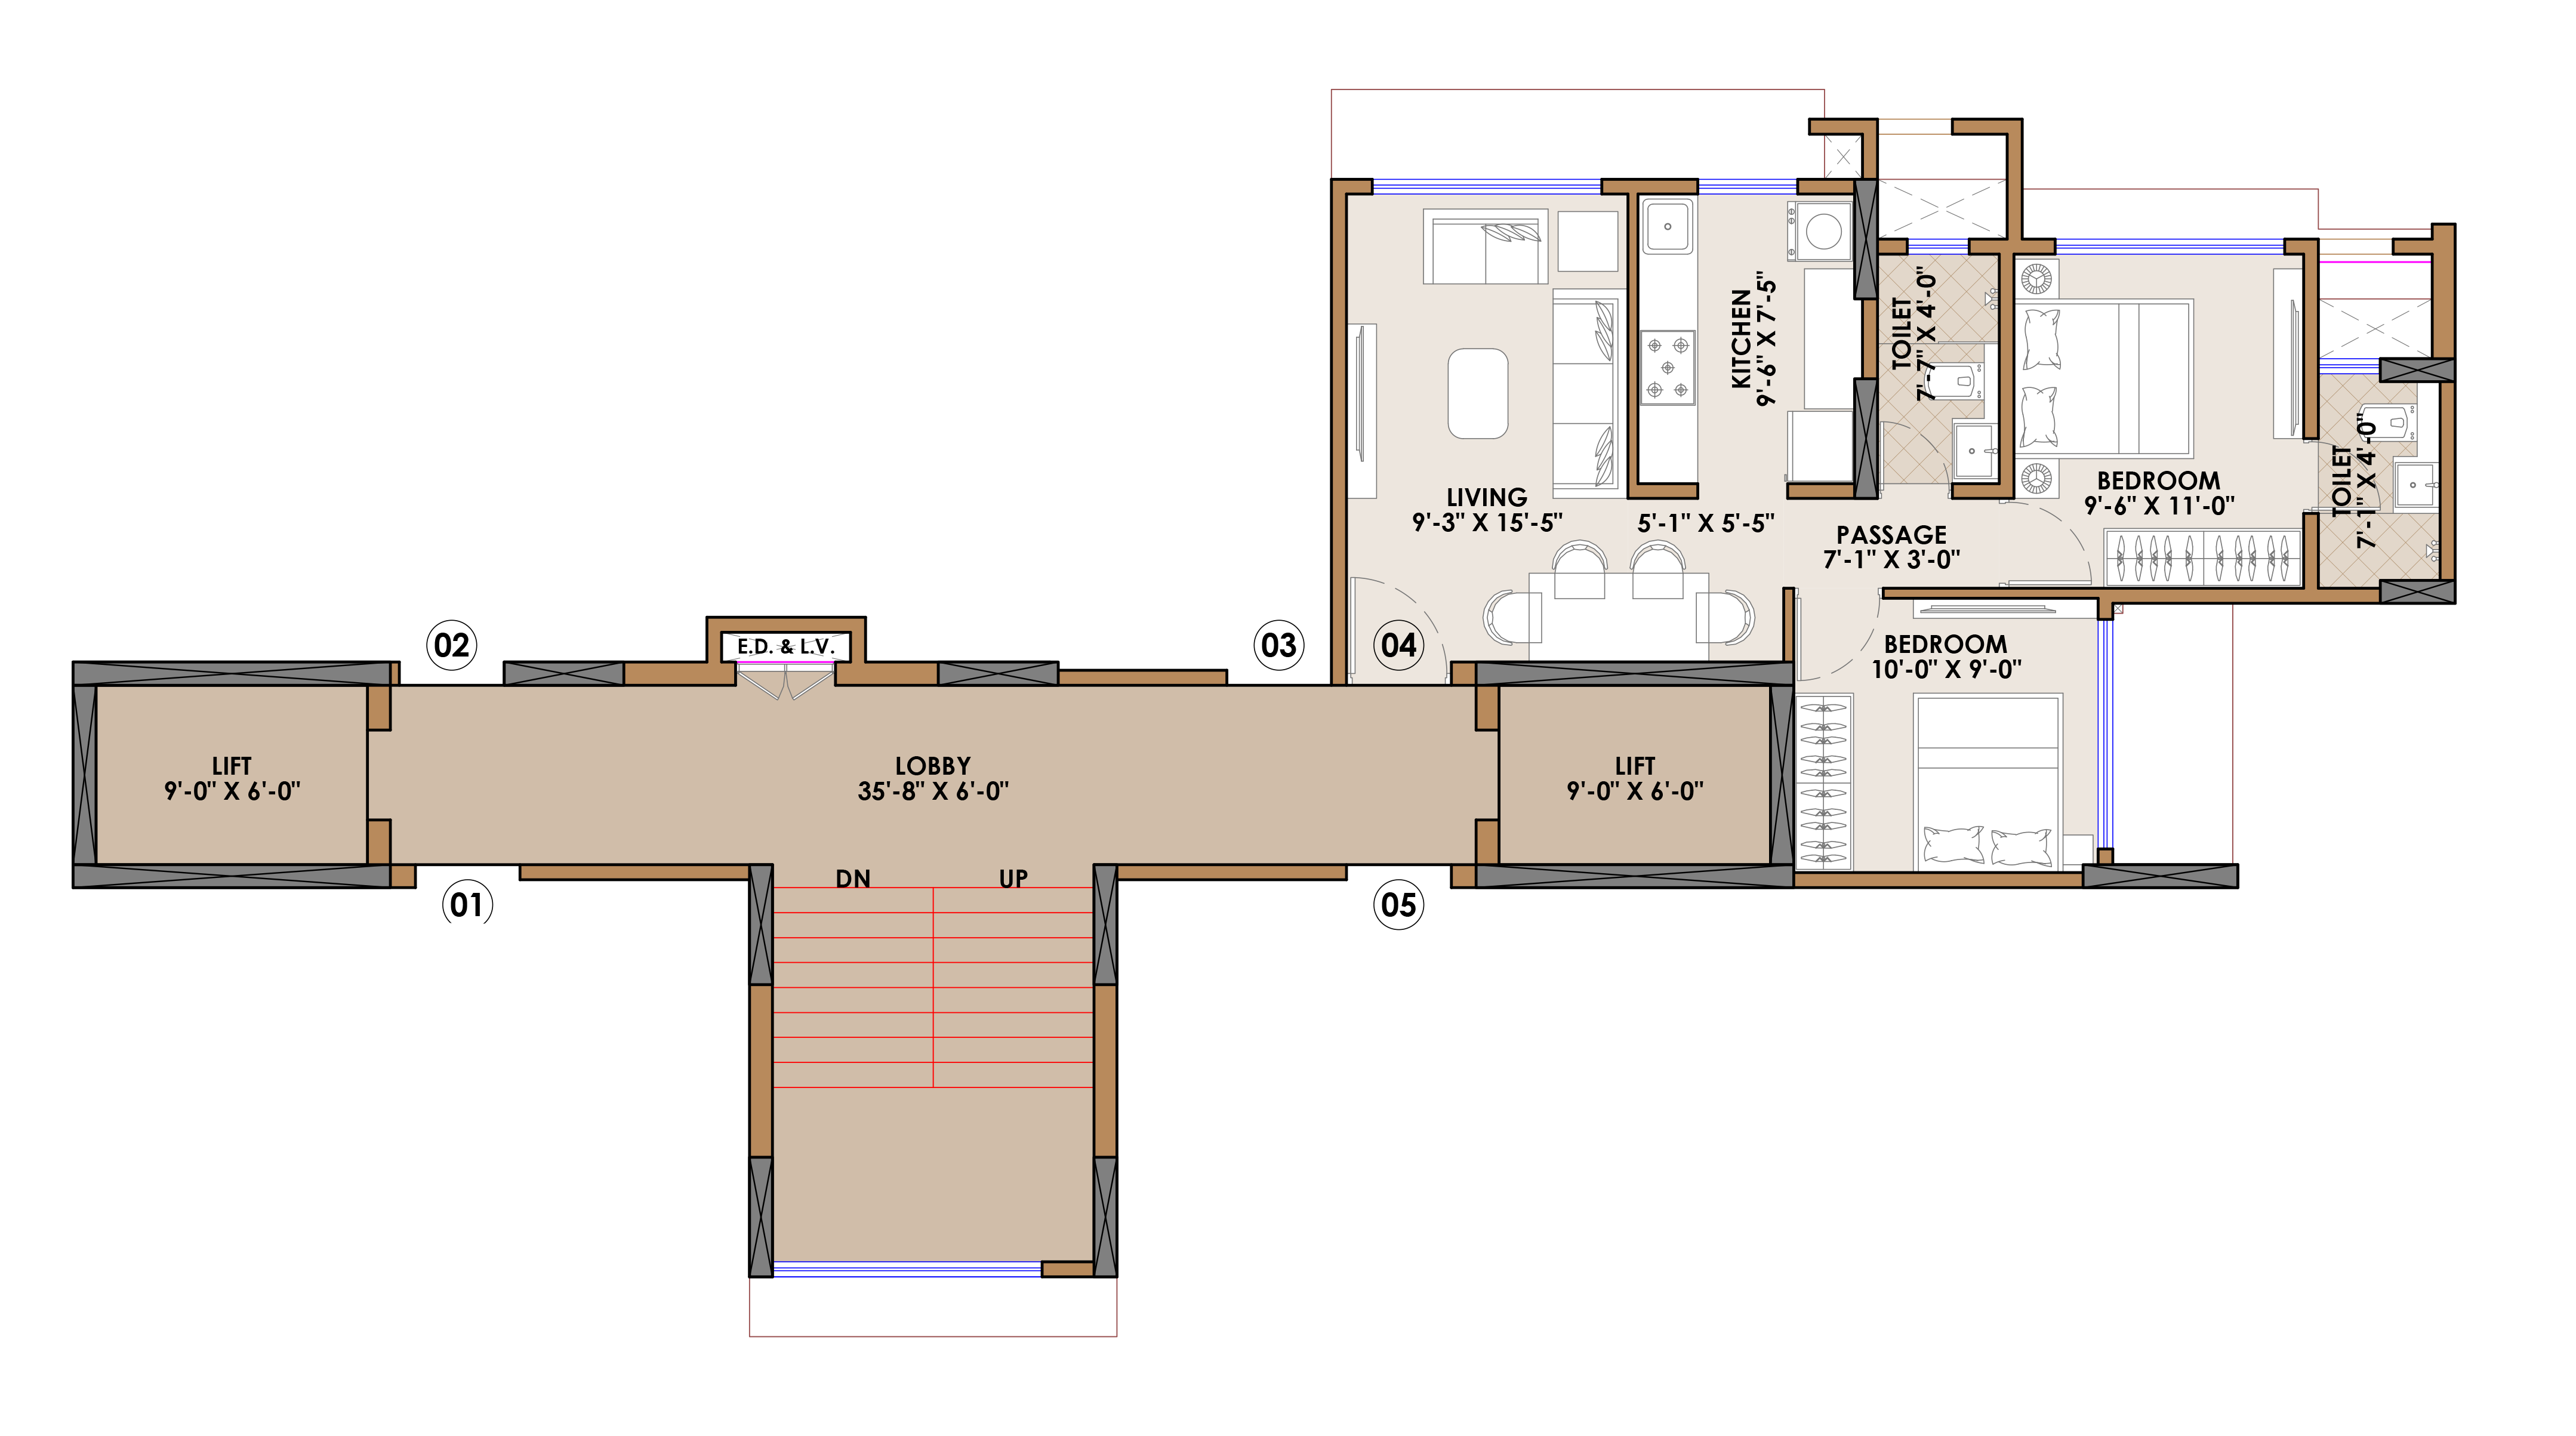 KITCHEN
9'-6" X 7'-5"
TOILET
7'-7" X 4'-0"
LIVING
9'-3" X 15'-5"
5'-1" X 5'-5"
PASSAGE
7'-1" X 3'-0"
BEDROOM
9'-6" X 11'-0"
TOILET
7'-1" X 4'-0"
02
E.D. & L.V.
03
04
BEDROOM
10'-0" X 9'-0"
LIFT
9'-0" X 6'-0"
LOBBY
35'-8" X 6'-0"
LIFT
9'-0" X 6'-0"
DN
UP
01
05